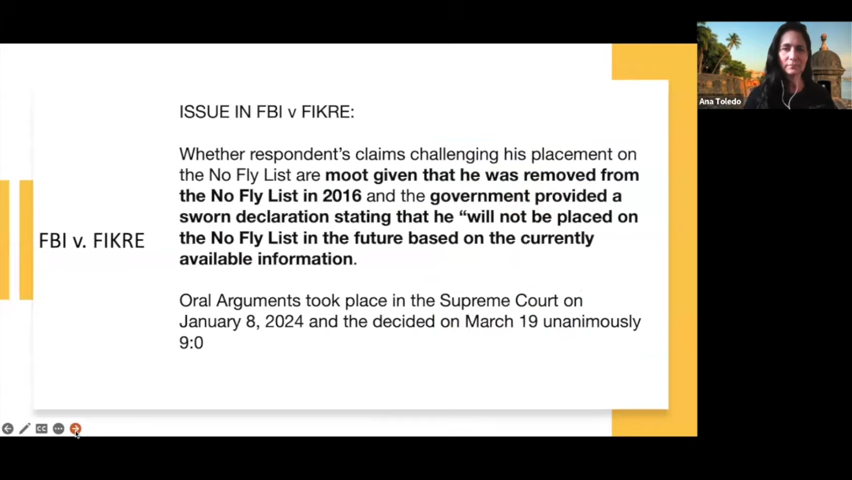 Ana Toledo
ISSUE IN FBI v FIKRE:
Whether respondent's claims challenging his placement on
the No Fly List are moot given that he was removed from
the No Fly List in 2016 and the government provided a
sworn declaration stating that he “will not be placed on
the No Fly List in the future based on the currently
available information.
FBI v. FIKRE
Oral Arguments took place in the Supreme Court on
January 8, 2024 and the decided on March 19 unanimously
9:0
CC